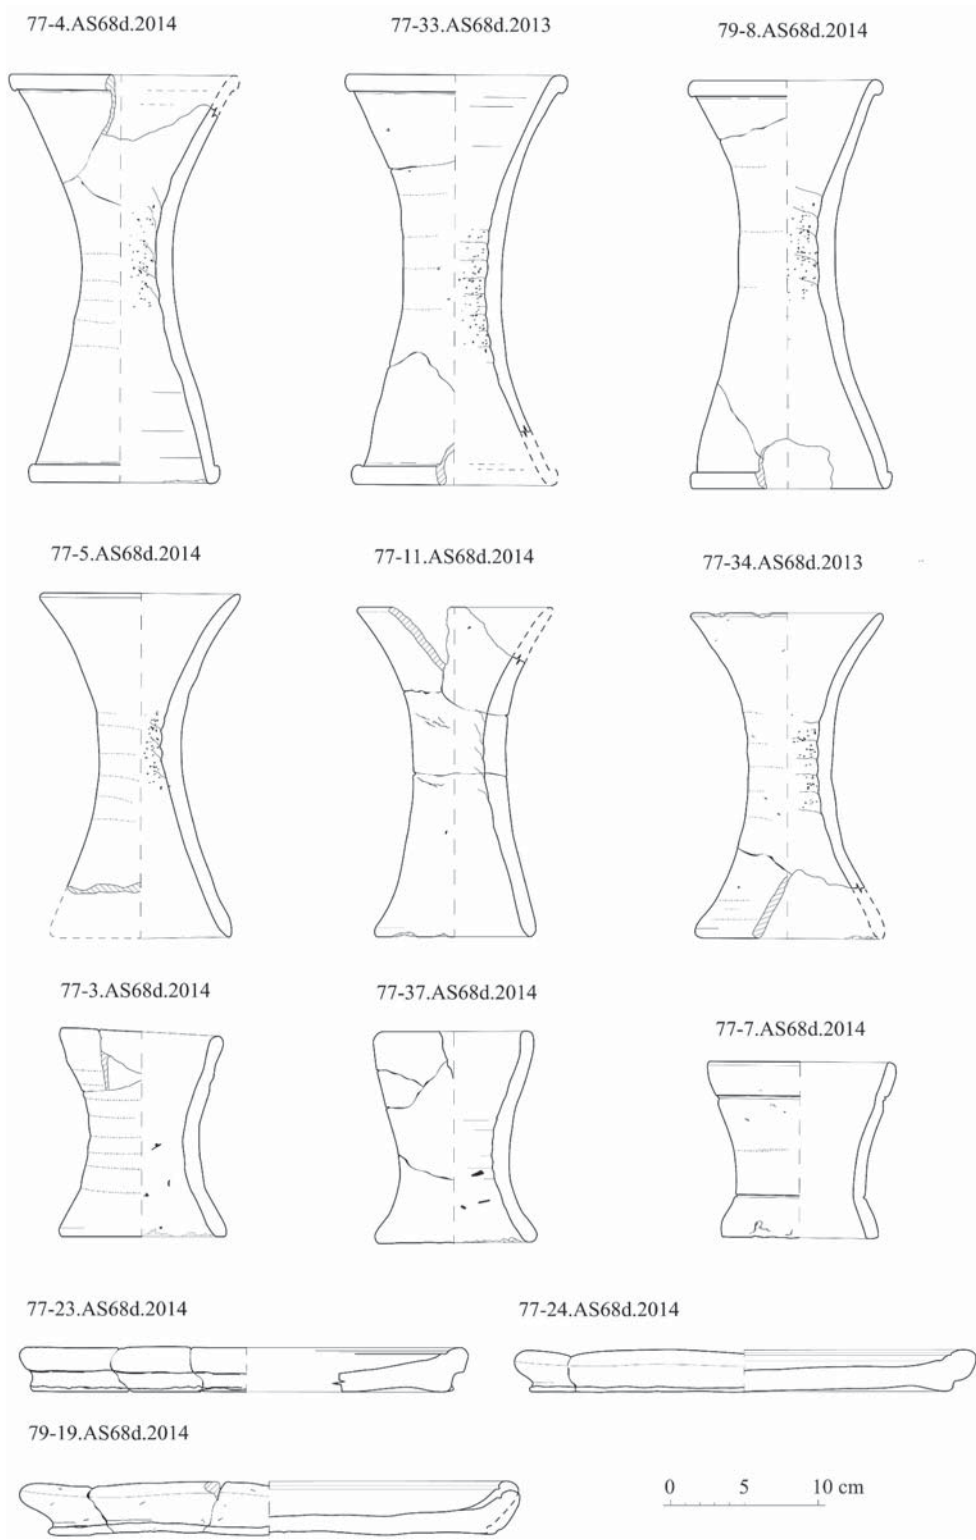 77-4.AS68d.2014
77-33.AS68d.2013
79-8.AS68d.2014
77-5.AS68d.2014
77-11.AS68d.2014
77-34.AS68d.2013
77-3.AS68d.2014
77-37.AS68d.2014
77-7.AS68d.2014
77-23.AS68d.2014
77-24.AS68d.2014
79-19.AS68d.2014
0 5 10 cm